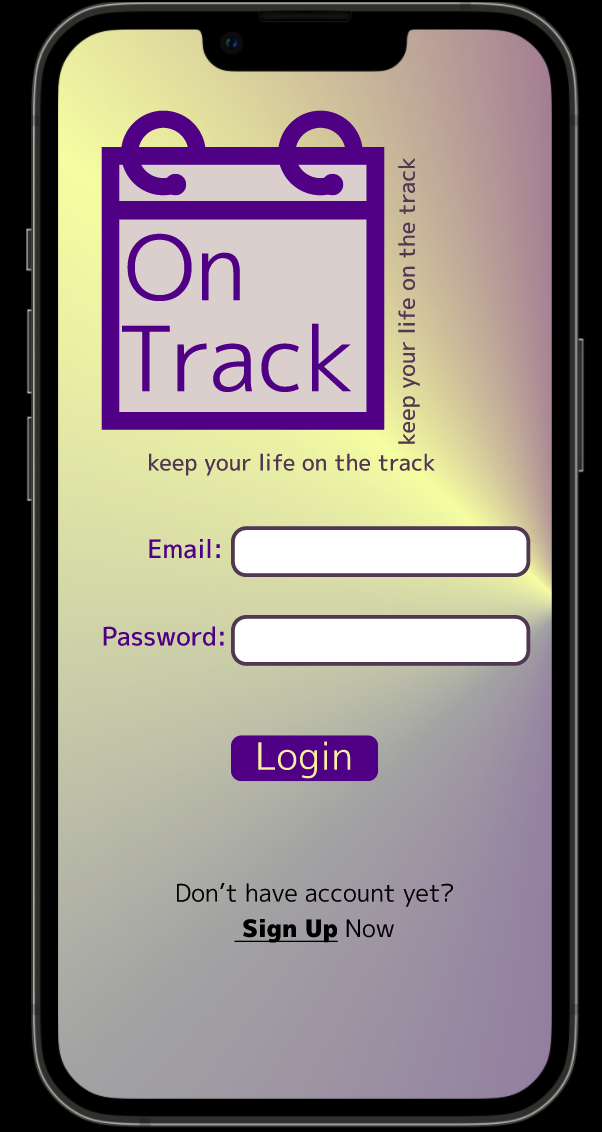 On
Track
keep your life on the track
keep your life on the track
Email:
Password:
Login
Don’t have account yet?
Sign Up Now